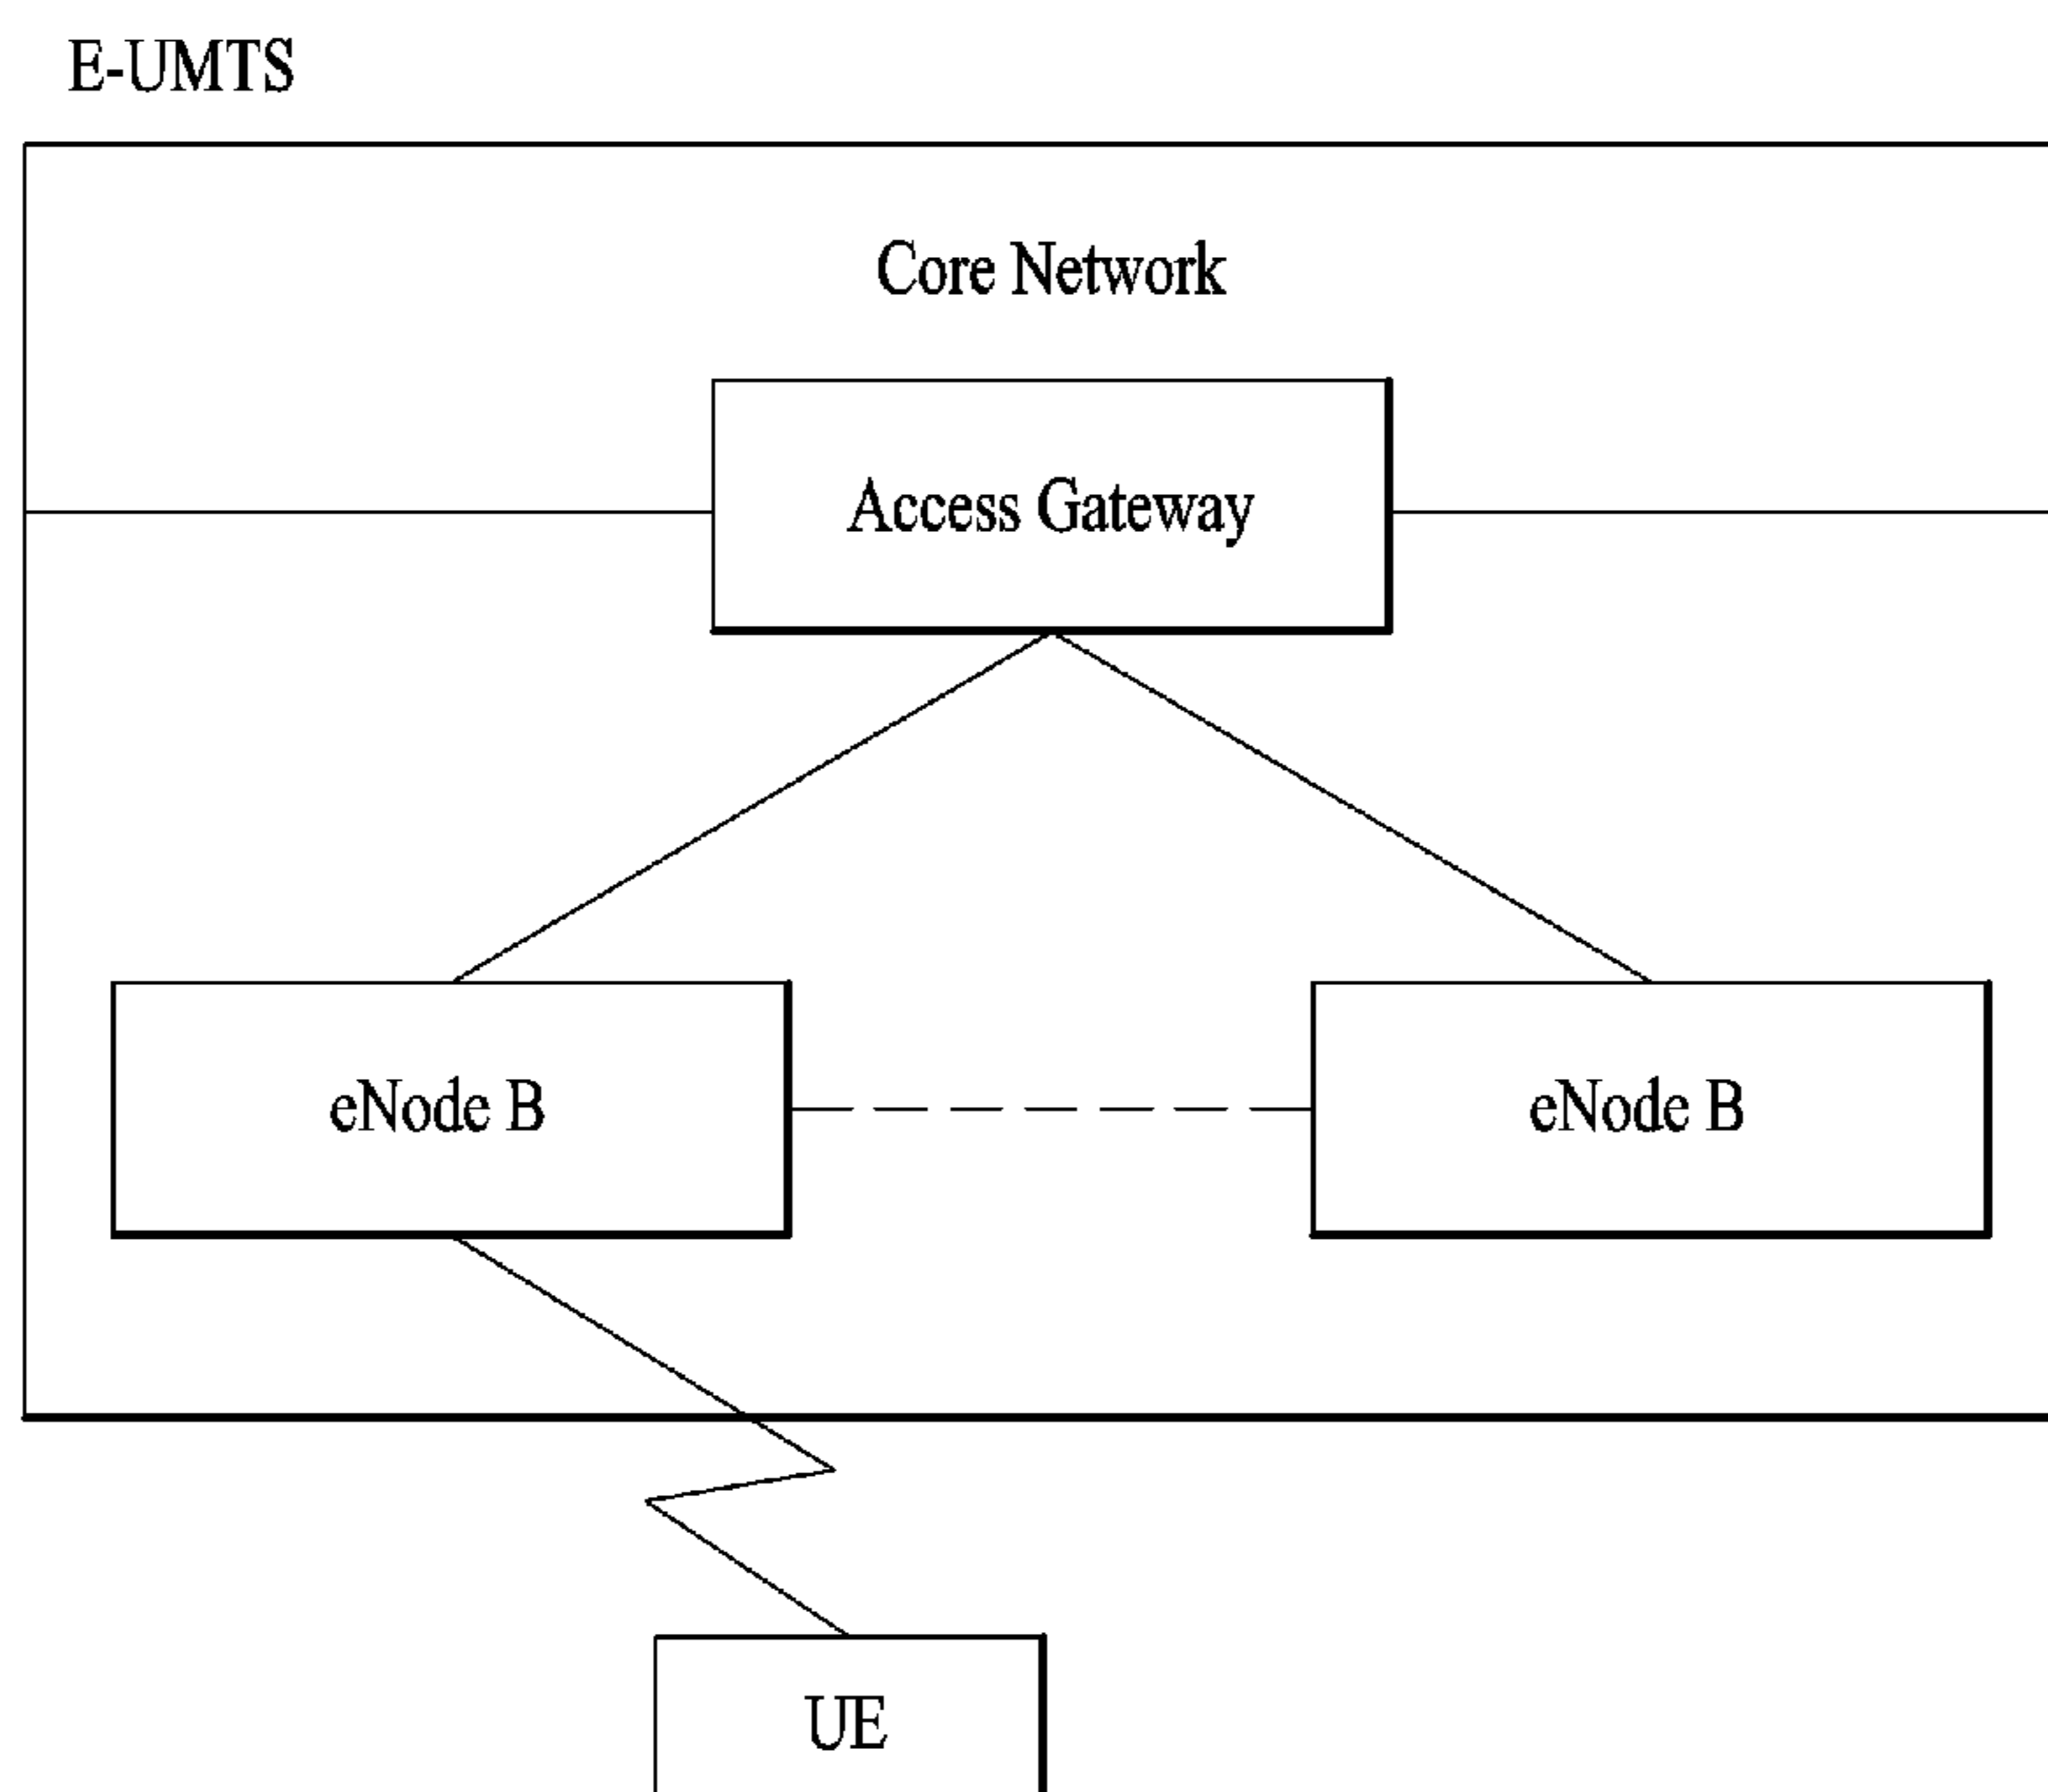 E-UMTS
Core Network
Access Gateway
eNode B
eNode B
UE